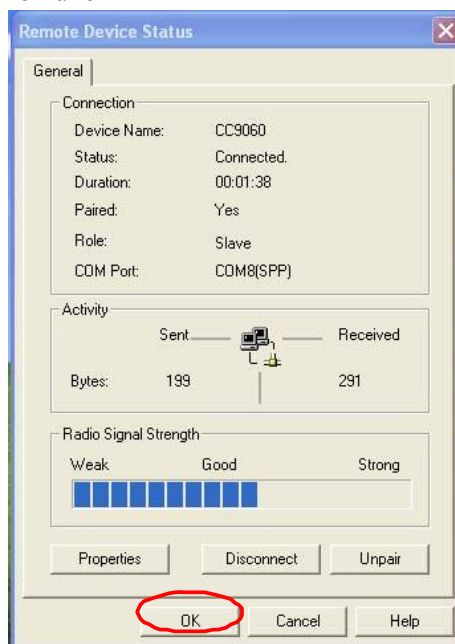 Remote Device Status
General
Connection
Device Name: CC9060
Status: Connected.
Duration: 00:01:38
Paired: Yes
Role: Slave
COM Port: COM8(SPP)
Activity
Sent Received
Bytes: 199 291
Radio Signal Strength
Weak Good Strong
Properties Disconnect Unpair
OK Cancel Help